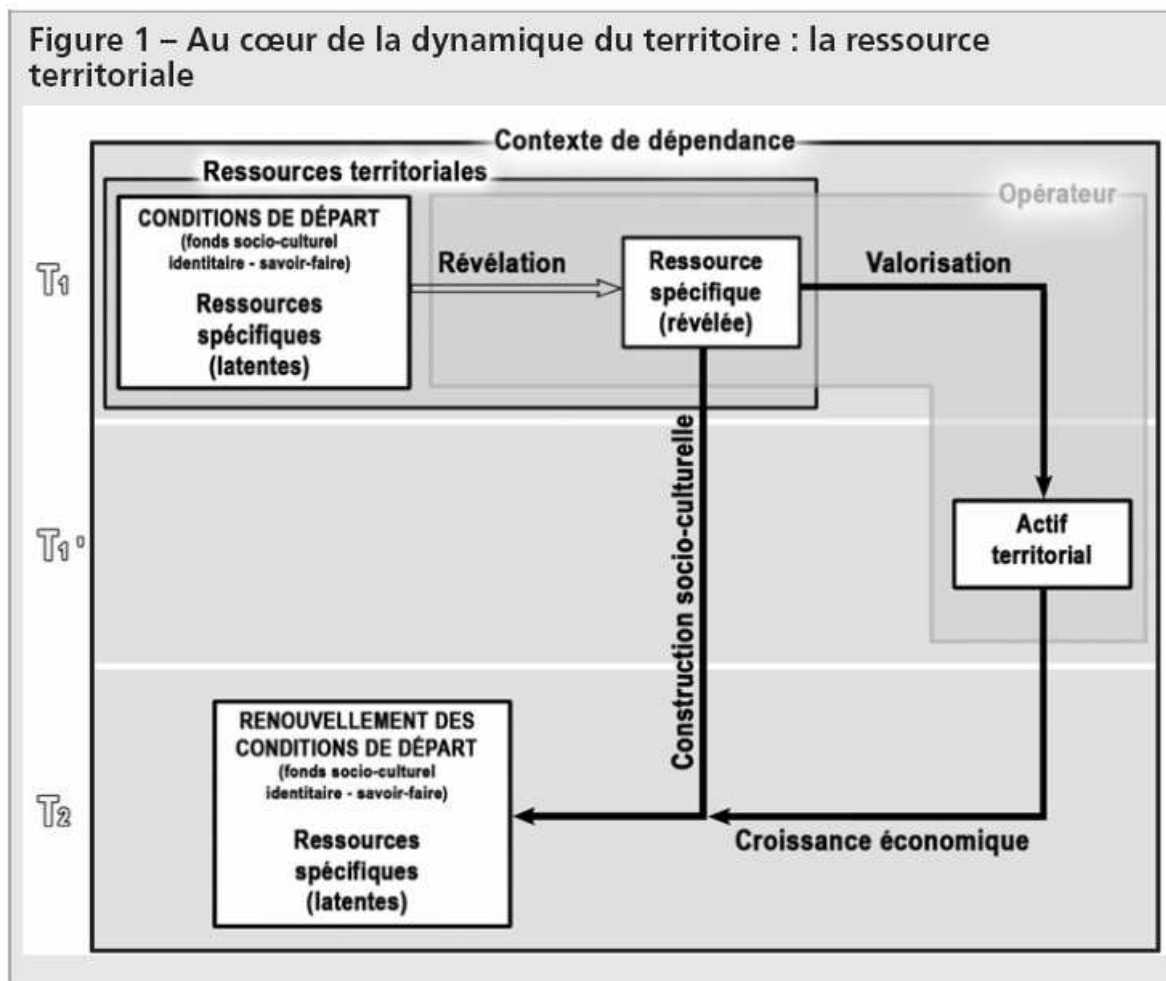 Figure 1 – Au cœur de la dynamique du territoire : la ressource
territoriale
Contexte de dépendance
Ressources territoriales
Opérateur
CONDITIONS DE DÉPART
(fonds socio-culturel
identitaire - savoir-faire)
Ressources
spécifiques
(latentes)
Révélation
Ressource
spécifique
(révélée)
Valorisation
T1
Construction socio-culturelle
T1'
Actif
territorial
RENOUVELLEMENT DES
CONDITIONS DE DÉPART
(fonds socio-culturel
identitaire - savoir-faire)
Ressources
spécifiques
(latentes)
T2
Croissance économique